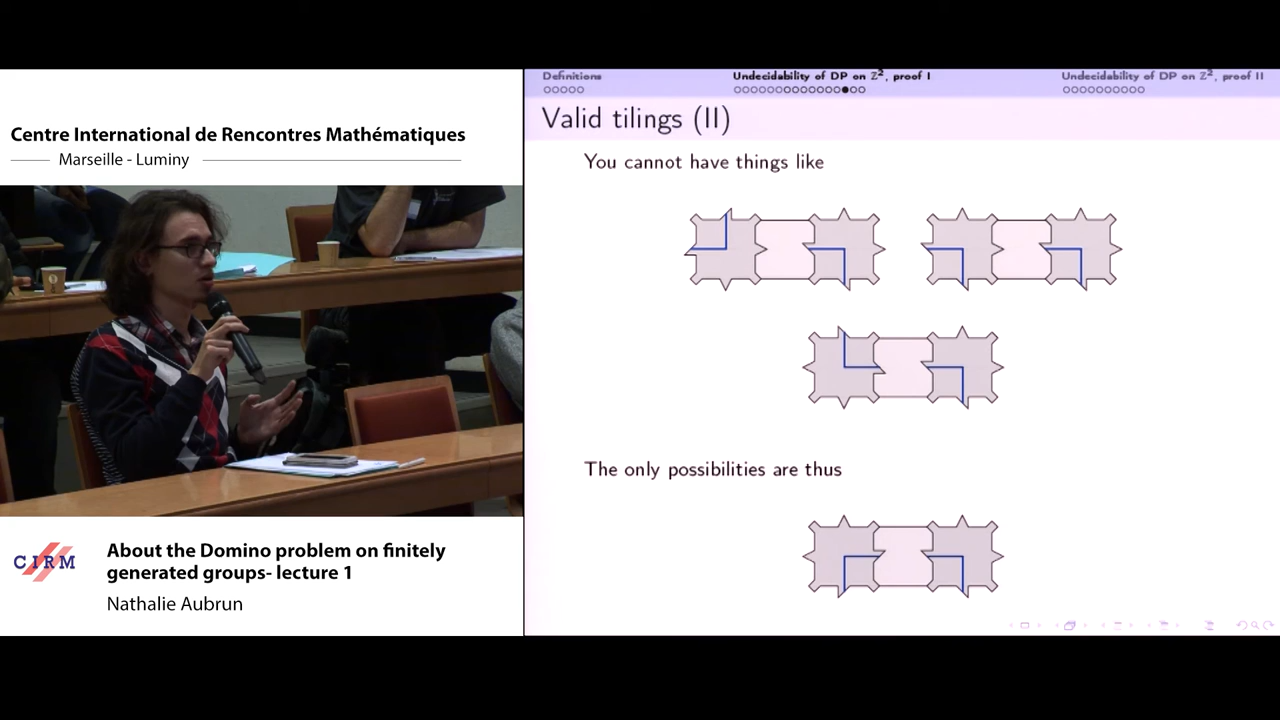 Centre International de Rencontres Mathématiques
Marseille - Luminy
CIRM
About the Domino problem on finitely
generated groups- lecture 1
Nathalie Aubrun
Definitions
Undecidability of DP on ℤ², proof I
Undecidability of DP on ℤ², proof II
Valid tilings (II)
You cannot have things like
The only possibilities are thus